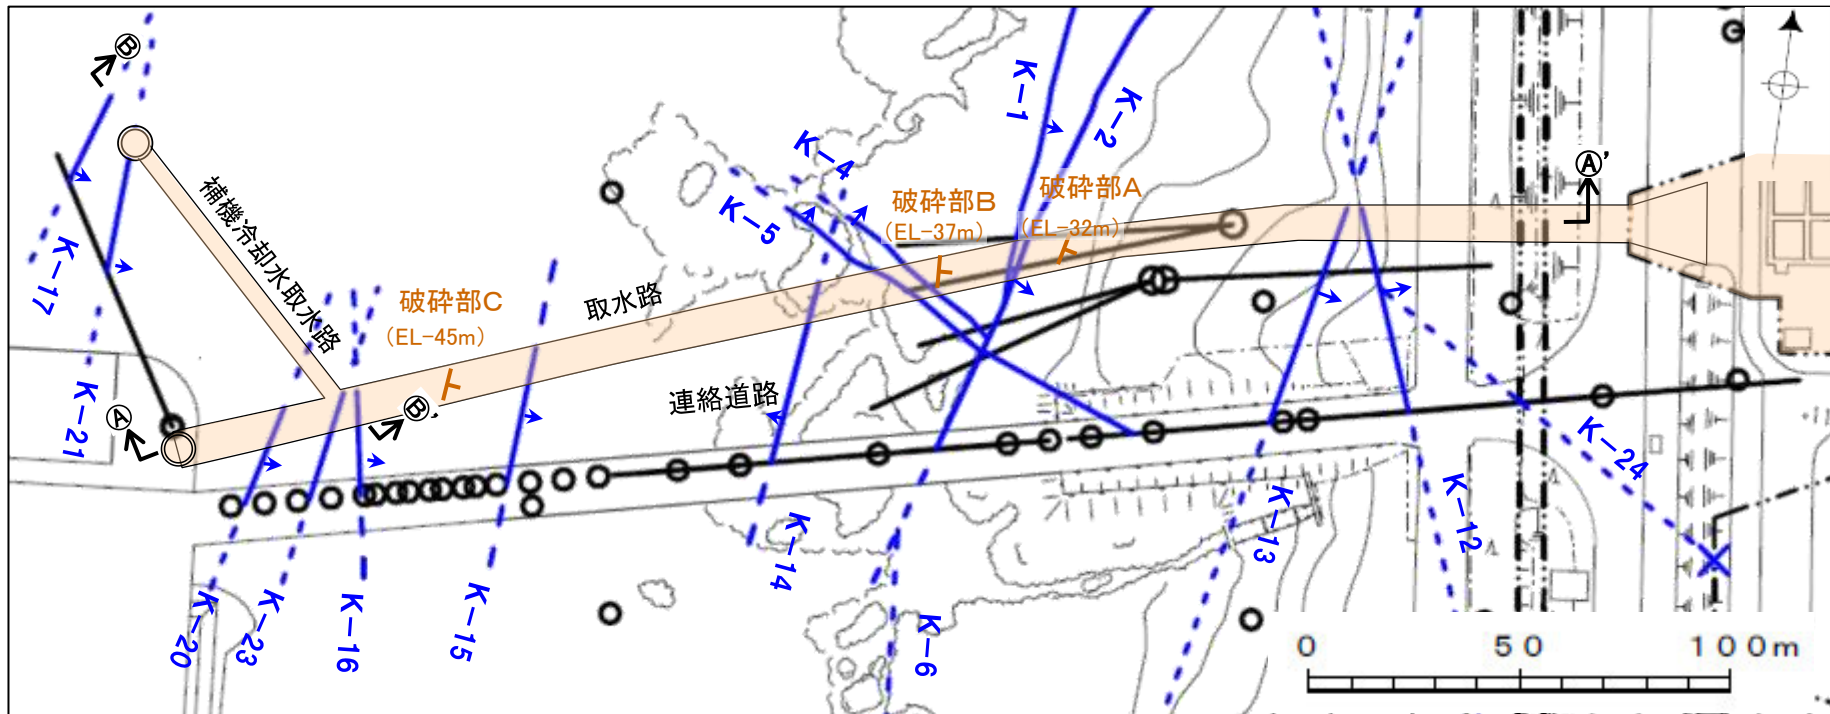 Ⓑ
K-1
K-2
K-4
K-5
破砕部B
(EL-37m)
破砕部A
(EL-32m)
Ⓐ’
K-17
補機冷却水取水路
破砕部C
(EL-45m)
取水路
連絡道路
K-21
Ⓐ
Ⓑ’
K-20
K-23
K-16
K-15
K-14
K-6
K-13
K-12
K-24
0 50 100m